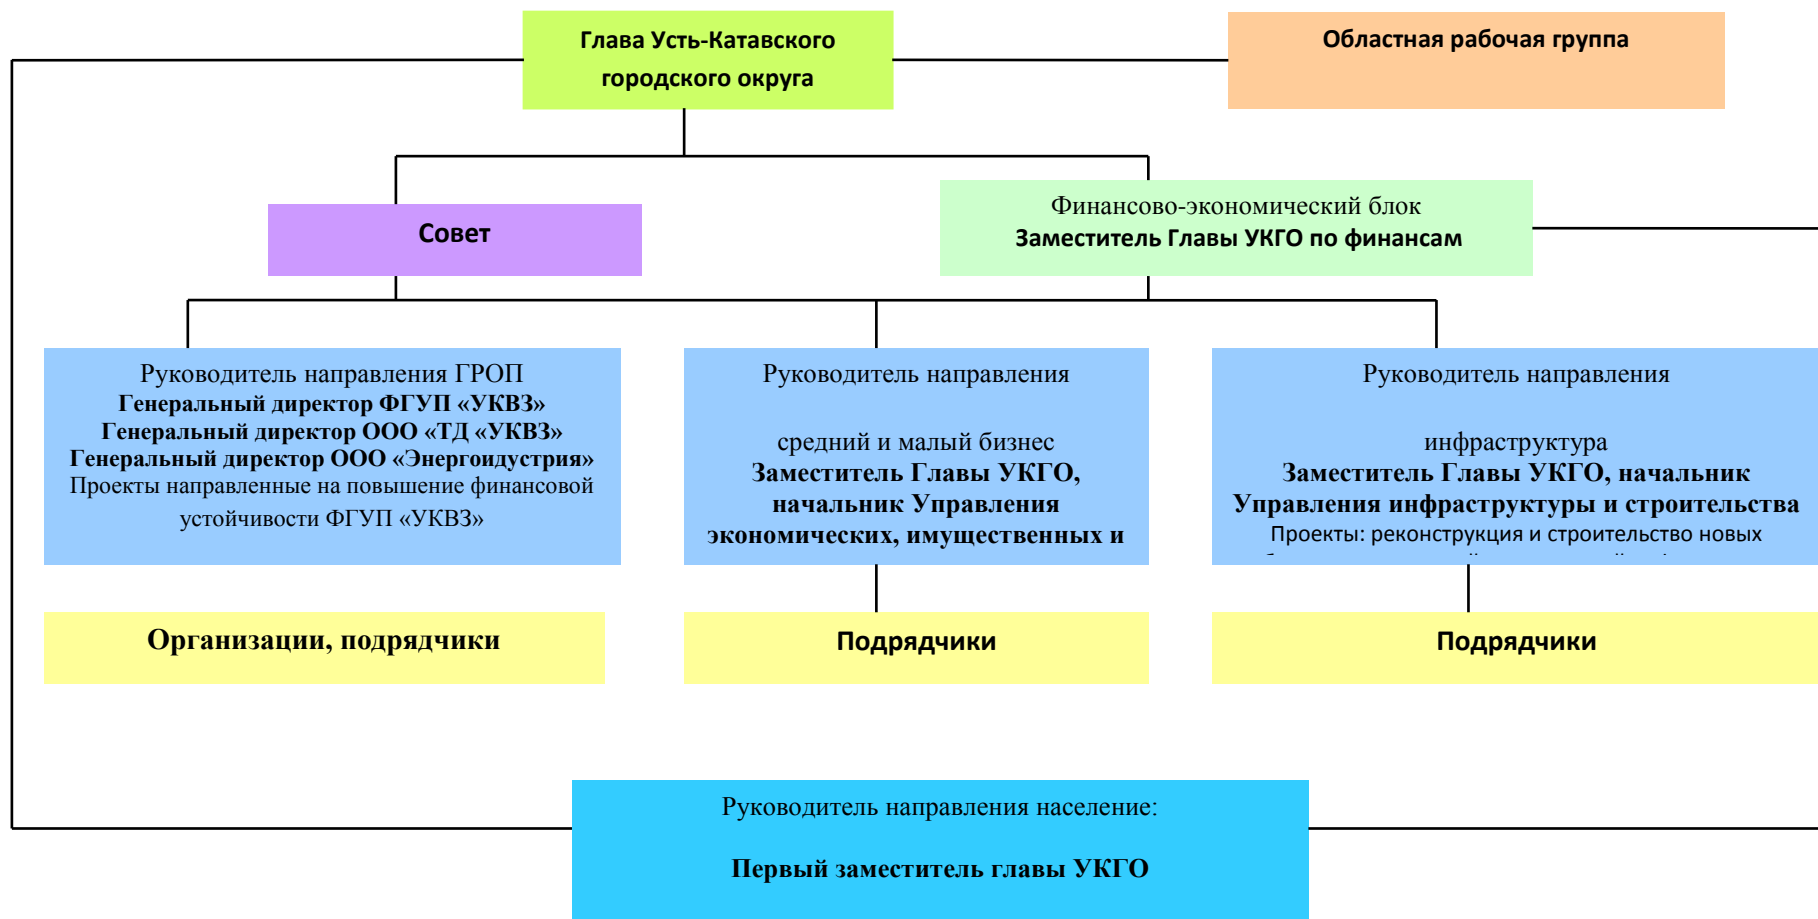 Глава Усть-Катавского
городского округа
Областная рабочая группа
Совет
Финансово-экономический блок
Заместитель Главы УКГО по финансам
Руководитель направления ГРОП
Генеральный директор ФГУП «УКВЗ»
Генеральный директор ООО «ТД «УКВЗ»
Генеральный директор ООО «Энергоидустрия»
Проекты направленные на повышение финансовой
устойчивости ФГУП «УКВЗ»
Руководитель направления
средний и малый бизнес
Заместитель Главы УКГО,
начальник Управления
экономических, имущественных и
Руководитель направления
инфраструктура
Заместитель Главы УКГО, начальник
Управления инфраструктуры и строительства
Проекты: реконструкция и строительство новых
Организации, подрядчики
Подрядчики
Подрядчики
Руководитель направления население:
Первый заместитель главы УКГО